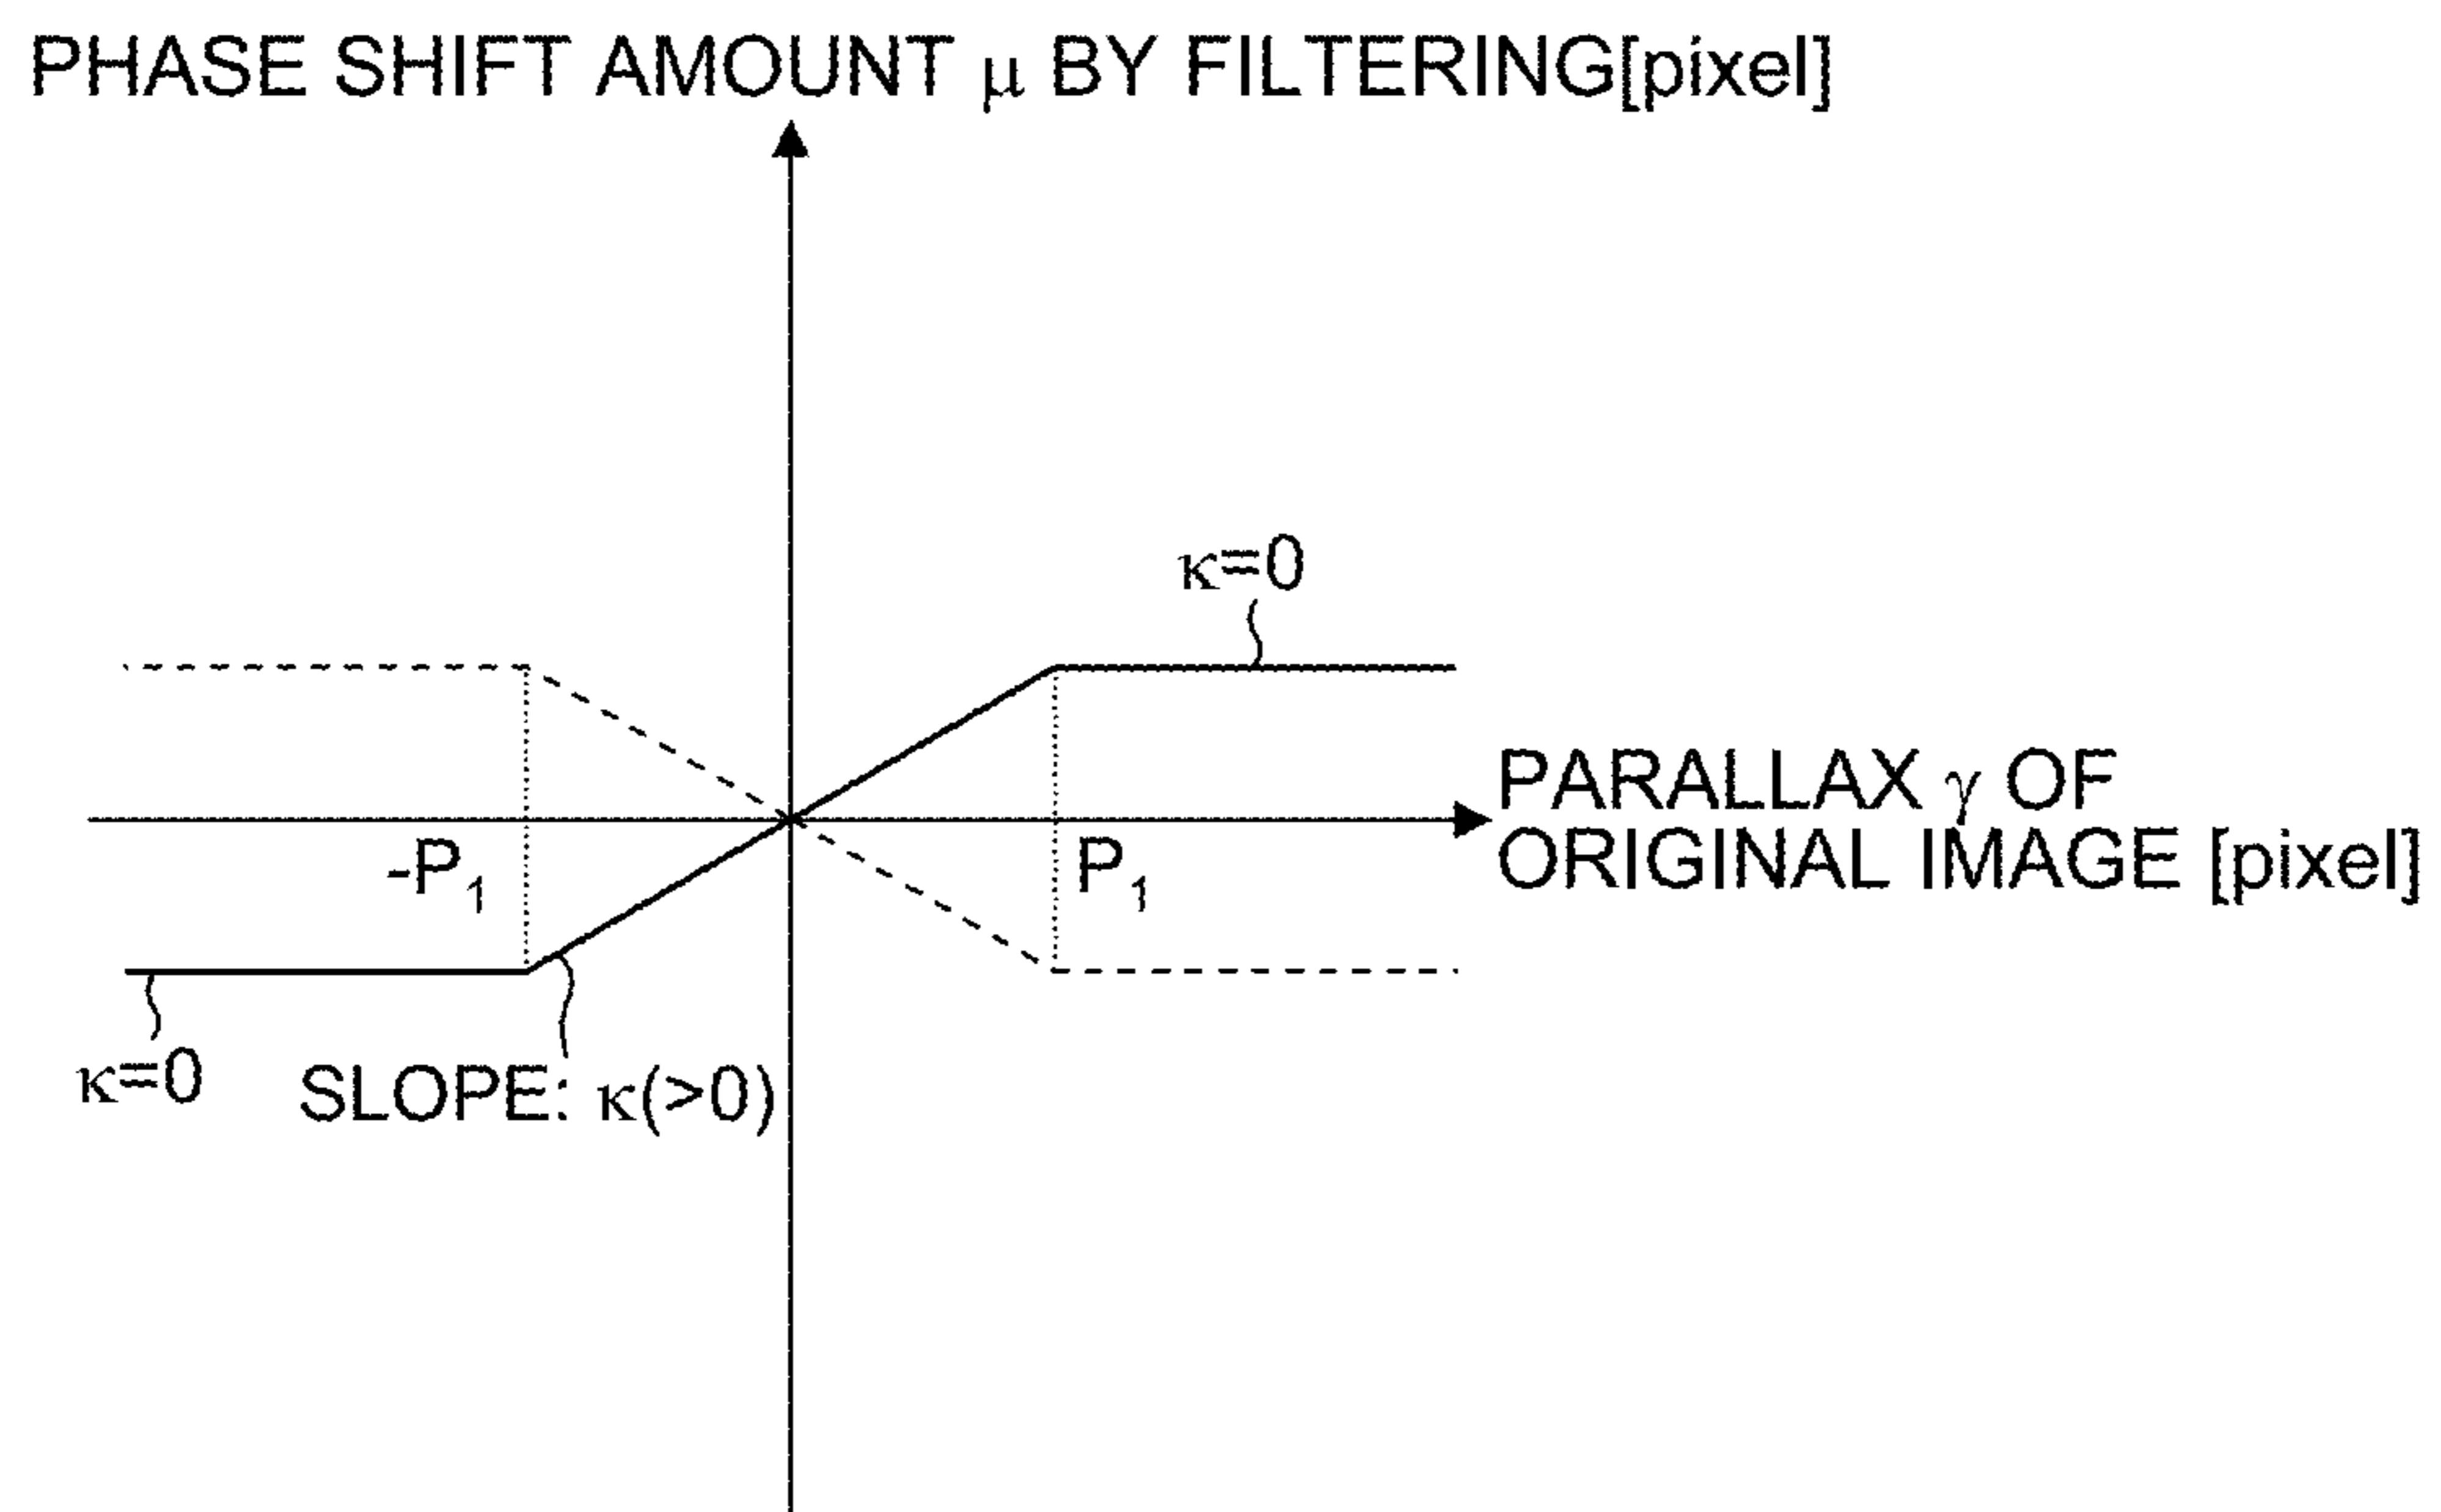 PHASE SHIFT AMOUNT μ BY FILTERING[pixel]
κ=0
PARALLAX γ OF
ORIGINAL IMAGE [pixel]
-P₁
P₁
κ=0
SLOPE: κ(>0)